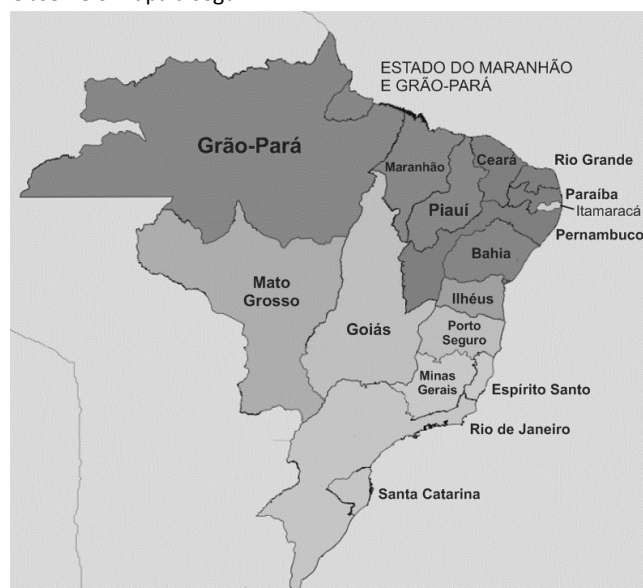 ESTADO DO MARANHÃO
E GRÃO-PARÁ
Grão-Pará
Maranhão
Ceará
Rio Grande
Paraíba
Itamaracá
Piauí
Pernambuco
Bahia
Mato
Grosso
Ilhéus
Goiás
Porto
Seguro
Minas
Gerais
Espírito Santo
Rio de Janeiro
Santa Catarina